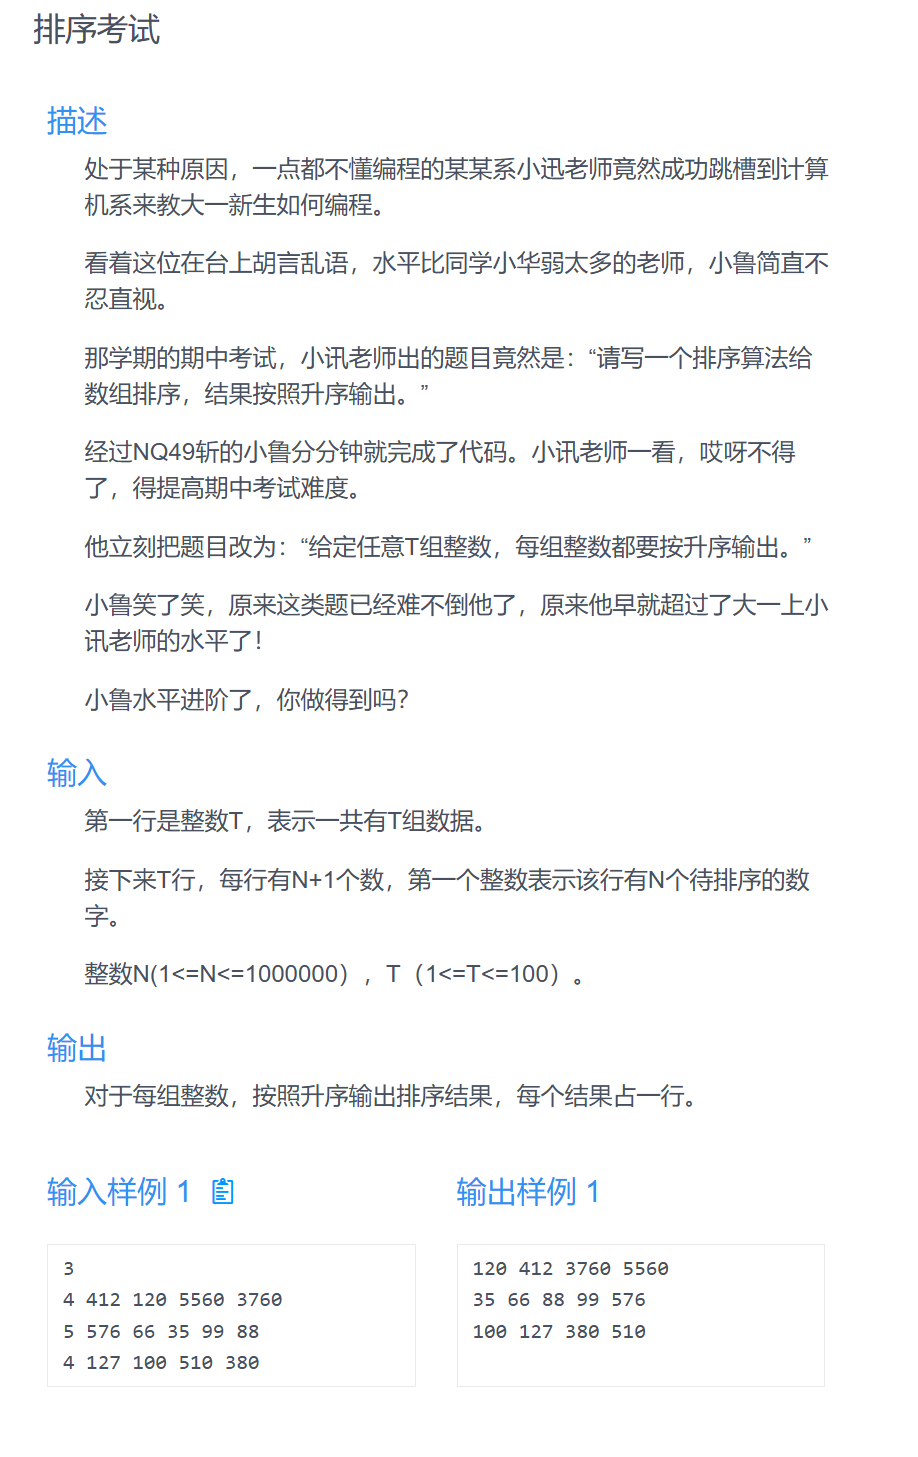 排序考试
描述
处于某种原因，一点都不懂编程的某某系小迅老师竟然成功跳槽到计算
机系来教大一新生如何编程。
看着这位在台上胡言乱语，水平比同学小华弱太多的老师，小鲁简直不
忍直视。
那学期的期中考试，小讯老师出的题目竟然是：“请写一个排序算法给
数组排序，结果按照升序输出。”
经过NQ49斩的小鲁分分钟就完成了代码。小讯老师一看，哎呀不得
了，得提高期中考试难度。
他立刻把题目改为：“给定任意T组整数，每组整数都要按升序输出。”
小鲁笑了笑，原来这类题已经难不倒他了，原来他早就超过了大一上小
讯老师的水平了！
小鲁水平进阶了，你做得到吗？
输入
第一行是整数T，表示一共有T组数据。
接下来T行，每行有N+1个数，第一个整数表示该行有N个待排序的数
字。
整数N(1<=N<=1000000），T（1<=T<=100）。
输出
对于每组整数，按照升序输出排序结果，每个结果占一行。
输入样例 1
3
4 412 120 5560 3760
5 576 66 35 99 88
4 127 100 510 380
输出样例 1
120 412 3760 5560
35 66 88 99 576
100 127 380 510